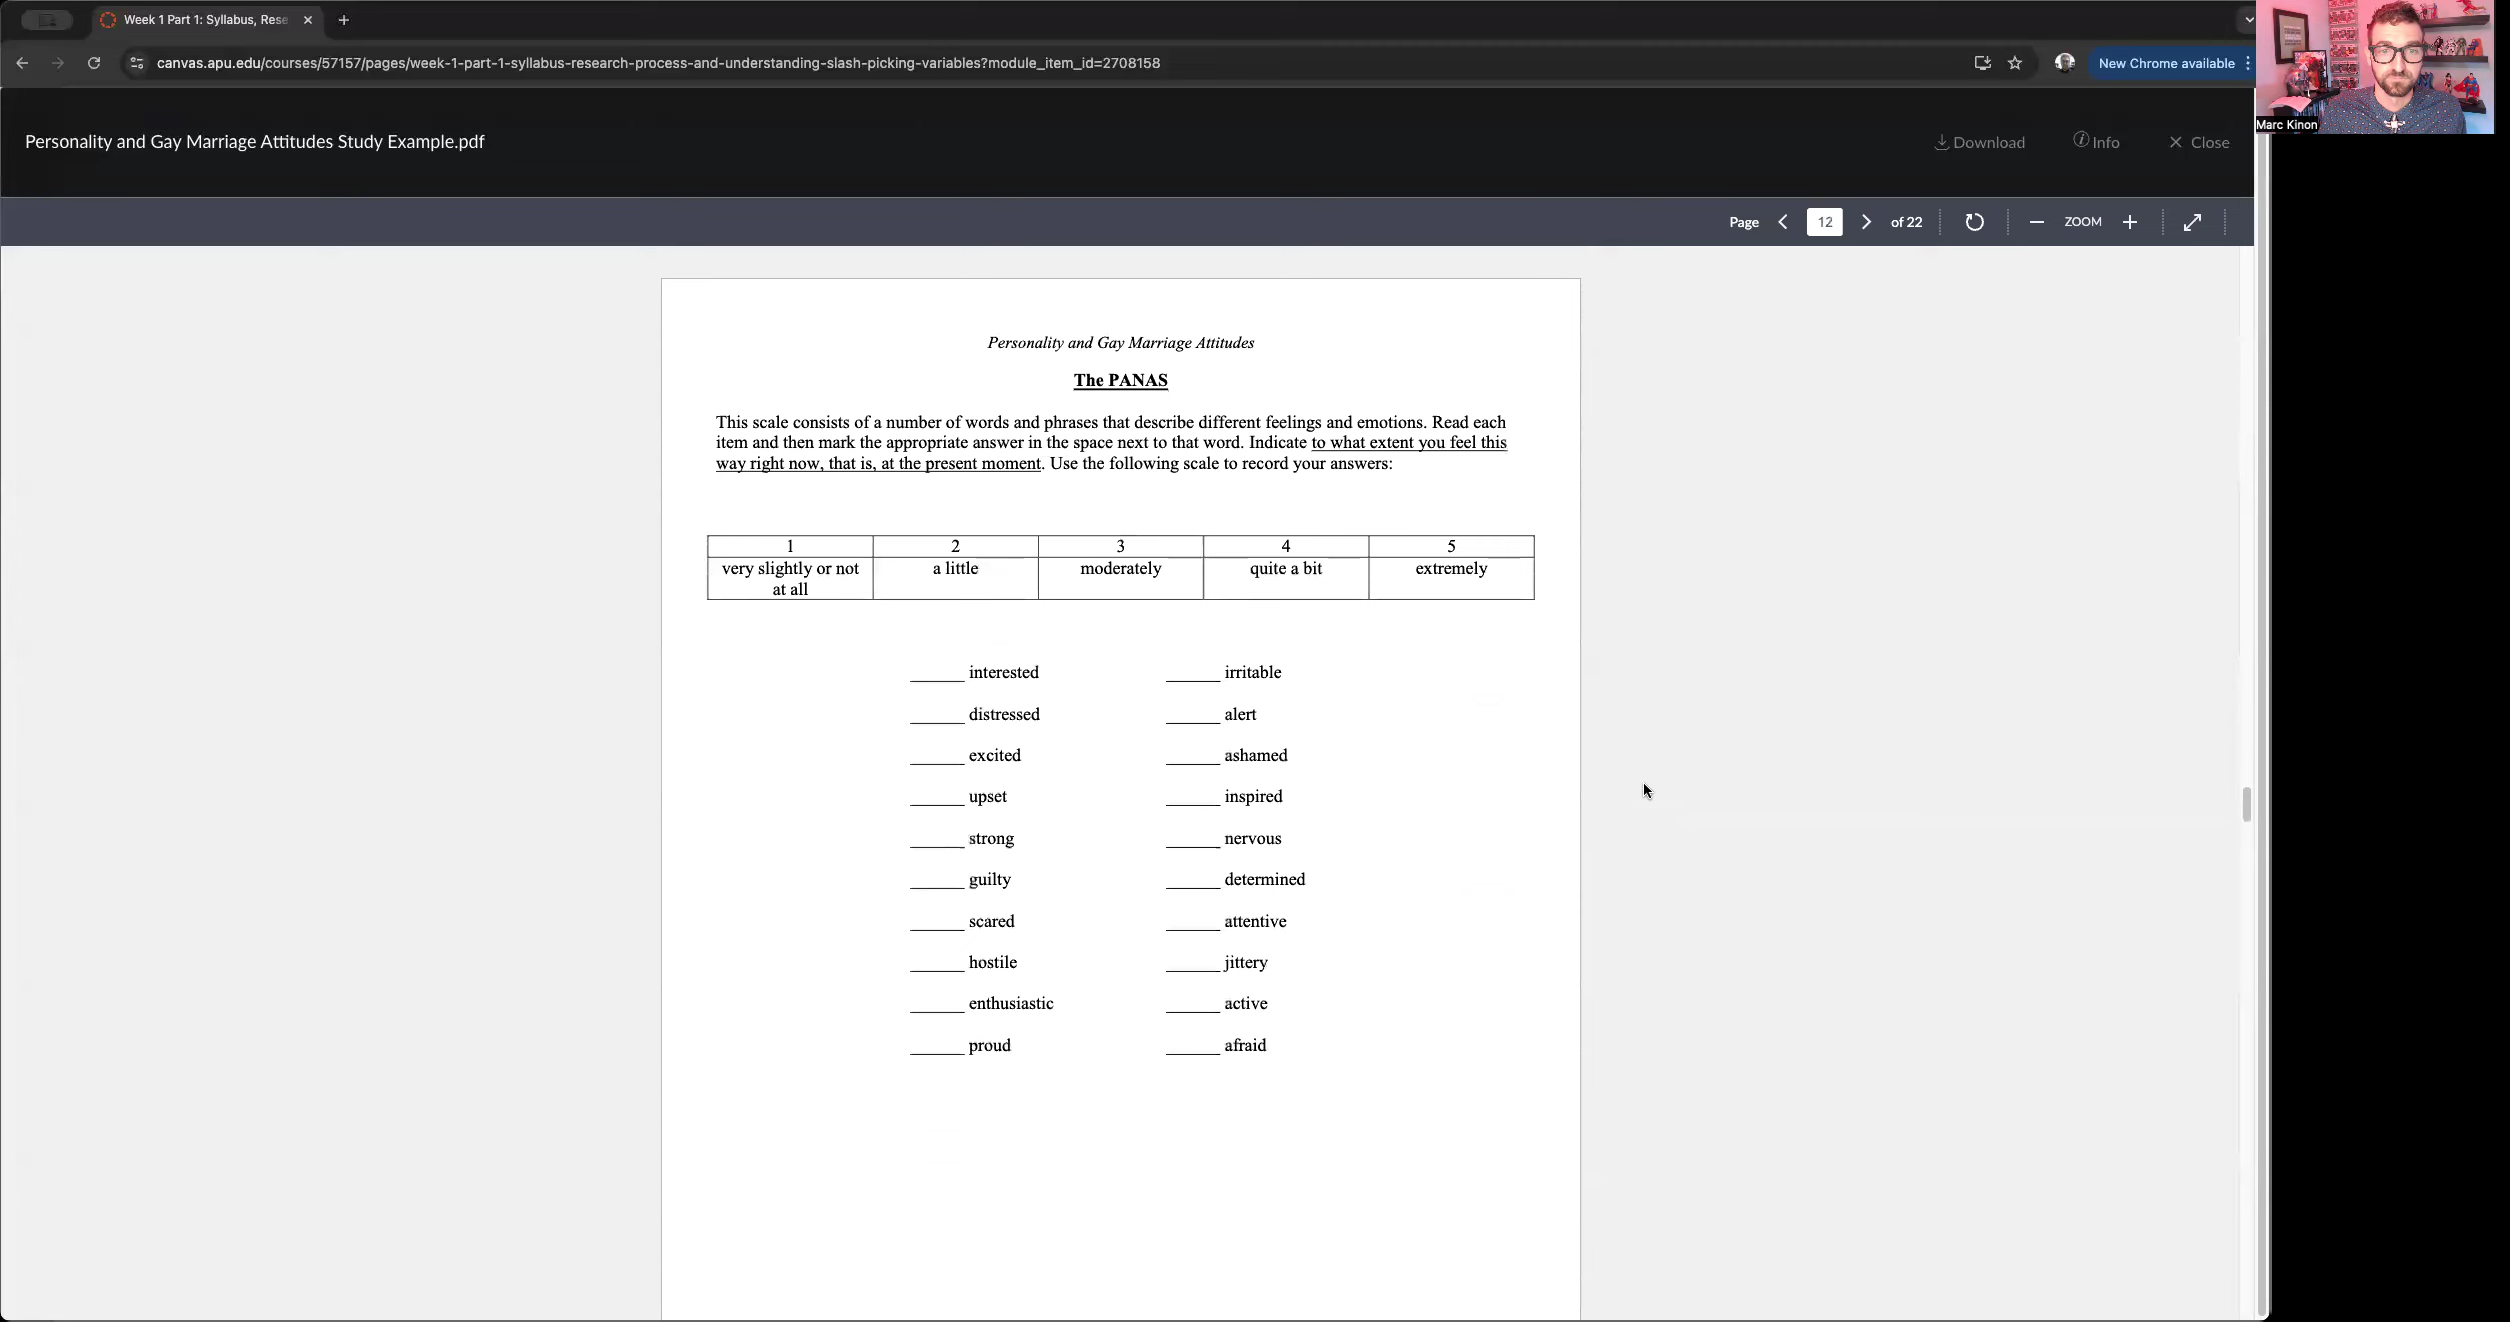 Week 1 Part 1: Syllabus, Rese
canvas.apu.edu/courses/57157/pages/week-1-part-1-syllabus-research-process-and-understanding-slash-picking-variables?module_item_id=2708158
New Chrome available
Marc Kinon
Personality and Gay Marriage Attitudes Study Example.pdf
Download
Info
Close
Page
12
of 22
ZOOM
Personality and Gay Marriage Attitudes
The PANAS
This scale consists of a number of words and phrases that describe different feelings and emotions. Read each
item and then mark the appropriate answer in the space next to that word. Indicate to what extent you feel this
way right now, that is, at the present moment. Use the following scale to record your answers:
1 2 3 4 5
very slightly or not a little moderately quite a bit extremely
at all
______ interested ______ irritable
______ distressed ______ alert
______ excited ______ ashamed
______ upset ______ inspired
______ strong ______ nervous
______ guilty ______ determined
______ scared ______ attentive
______ hostile ______ jittery
______ enthusiastic ______ active
______ proud ______ afraid